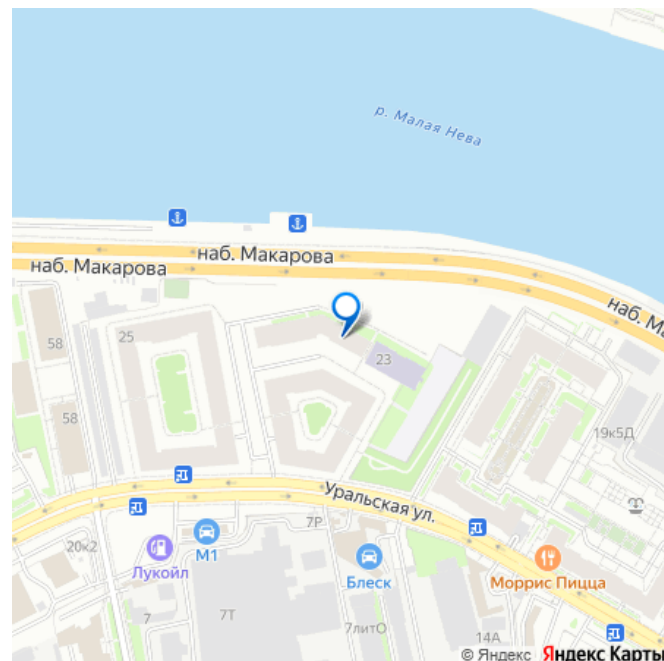 р. Малая Нева
наб. Макарова
наб. Макарова
наб. Ма
25
58
23
58
19к5Д
Уральская ул.
7Р
20к2
Лукойл
М1
Блеск
Моррис Пицца
7
7Т
7литО
14А
© Яндекс Яндекс Карты